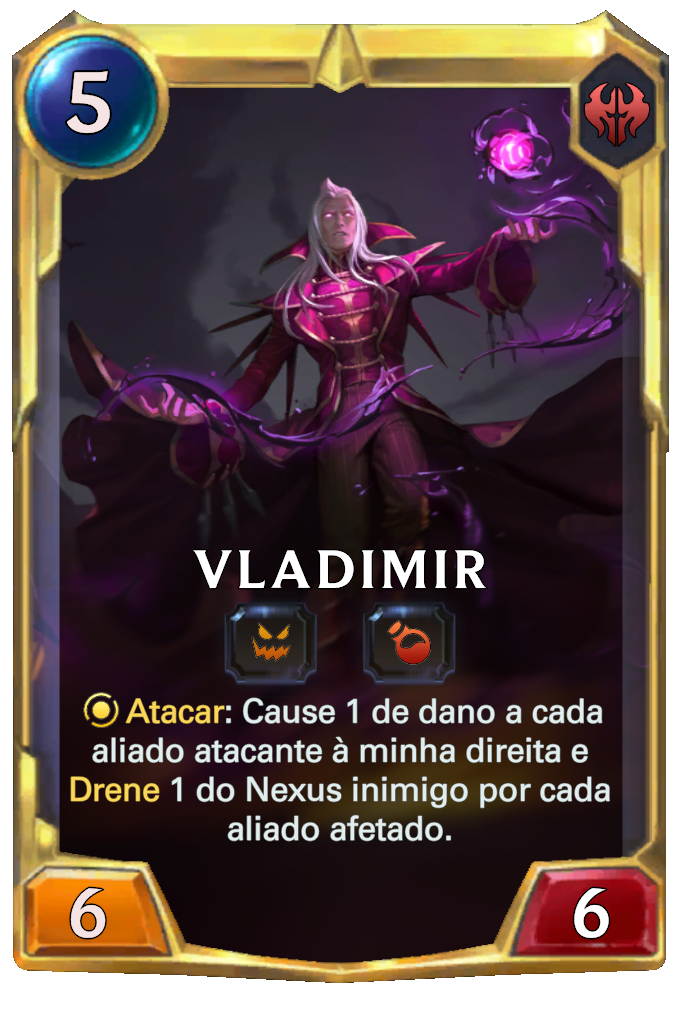 5
VLADIMIR
Atacar: Cause 1 de dano a cada
aliado atacante à minha direita e
Drene 1 do Nexus inimigo por cada
aliado afetado.
6
6